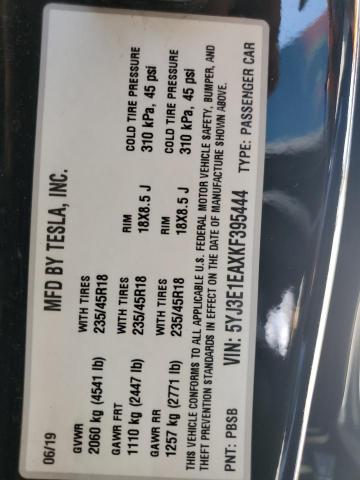 06/19 MFD BY TESLA, INC.
GVWR WITH TIRES RIM COLD TIRE PRESSURE
2060 kg (4541 lb) 235/45R18 18X8.5 J 310 kPa, 45 psi
GAWR FRT WITH TIRES RIM COLD TIRE PRESSURE
1110 kg (2447 lb) 235/45R18 18X8.5 J 310 kPa, 45 psi
GAWR RR WITH TIRES
1257 kg (2771 lb) 235/45R18
THIS VEHICLE CONFORMS TO ALL APPLICABLE U.S. FEDERAL MOTOR VEHICLE SAFETY, BUMPER, AND
THEFT PREVENTION STANDARDS IN EFFECT ON THE DATE OF MANUFACTURE SHOWN ABOVE.
VIN: 5YJ3E1EAXKF395444
PNT: PBSB TYPE: PASSENGER CAR